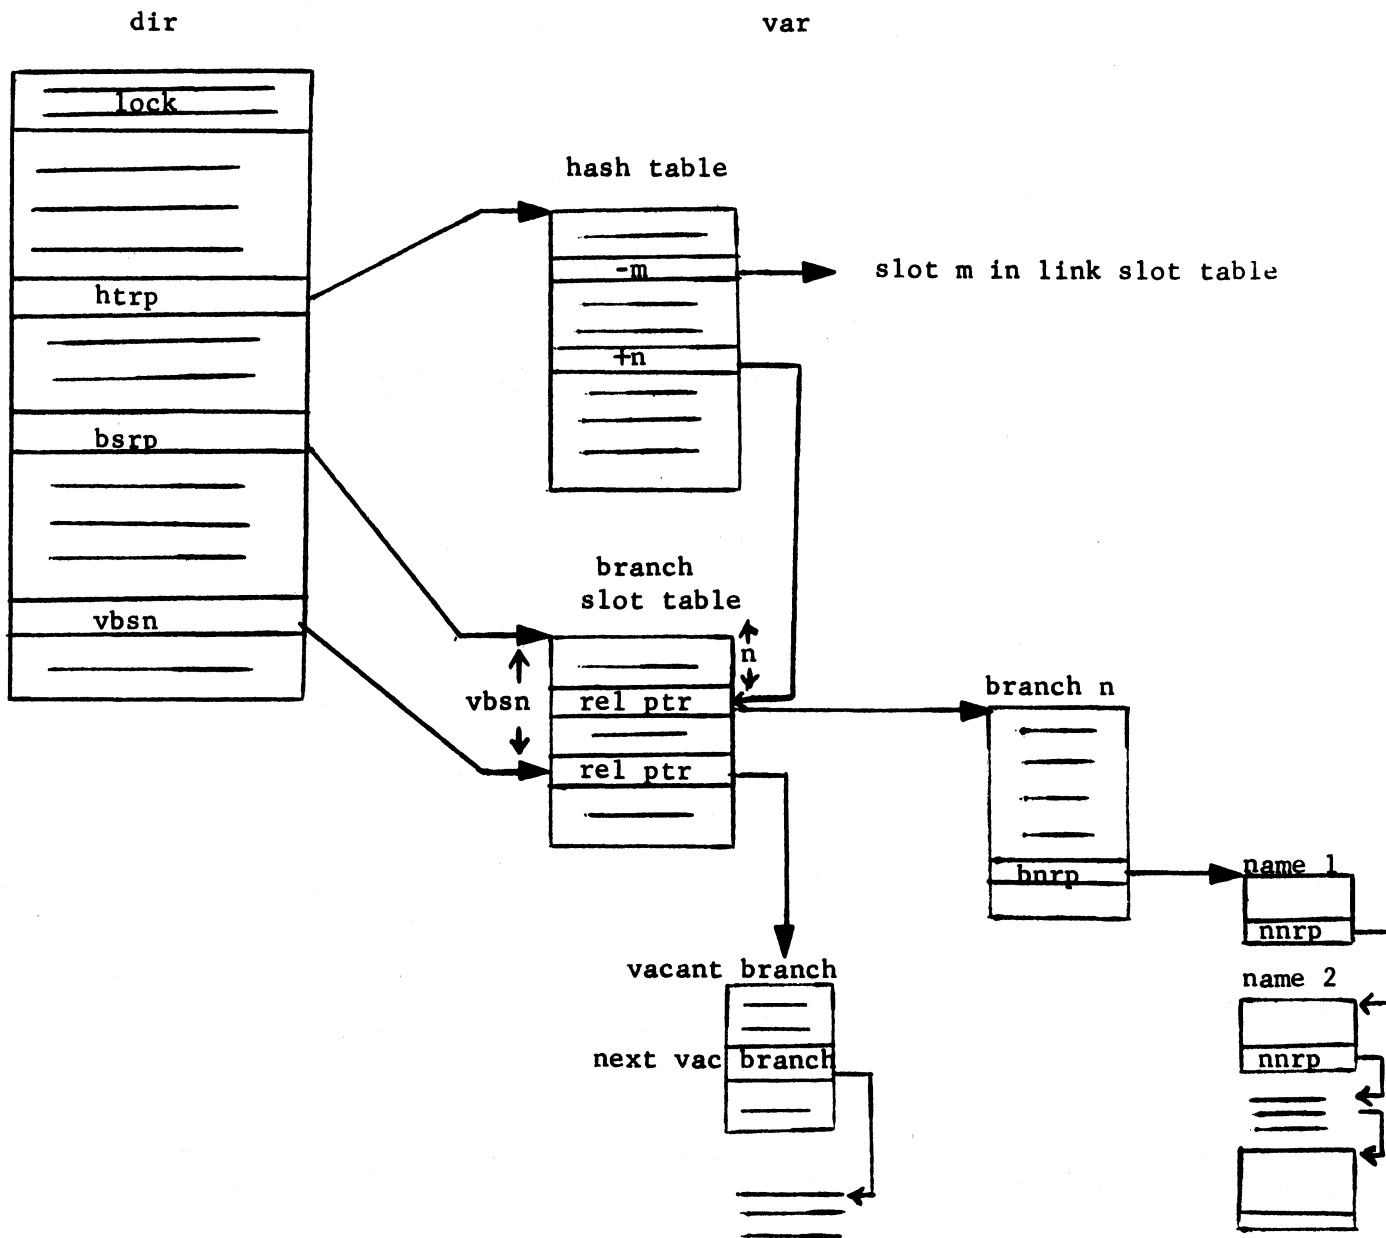 dir
var
lock
hash table
-m
slot m in link slot table
htrp
+n
bsrp
branch
slot table
vbsn
n
vbsn
rel ptr
branch n
rel ptr
bnrp
name 1
nnrp
vacant branch
name 2
next vac branch
nnrp